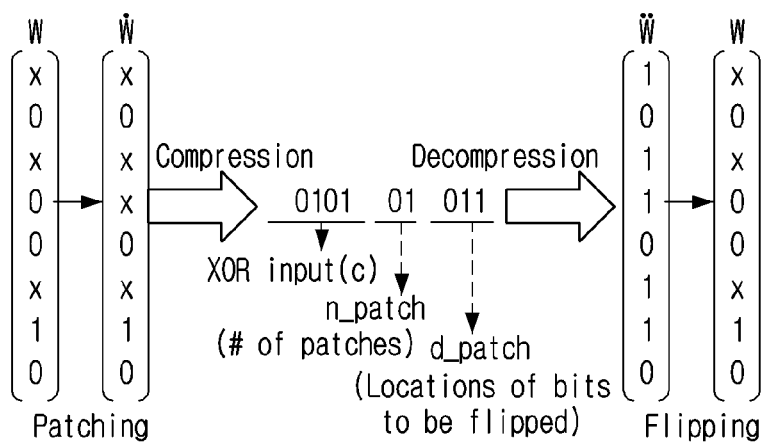 W Ẇ Ẅ W
x x 1 x
0 0 0 0
x x 1 x
0 x 1 0
0 0 0 0
x x 1 x
1 1 1 1
0 0 0 0
Compression
0101 01 011
Decompression
XOR input(c)
n_patch
(# of patches)
d_patch
(Locations of bits
to be flipped)
Patching
Flipping